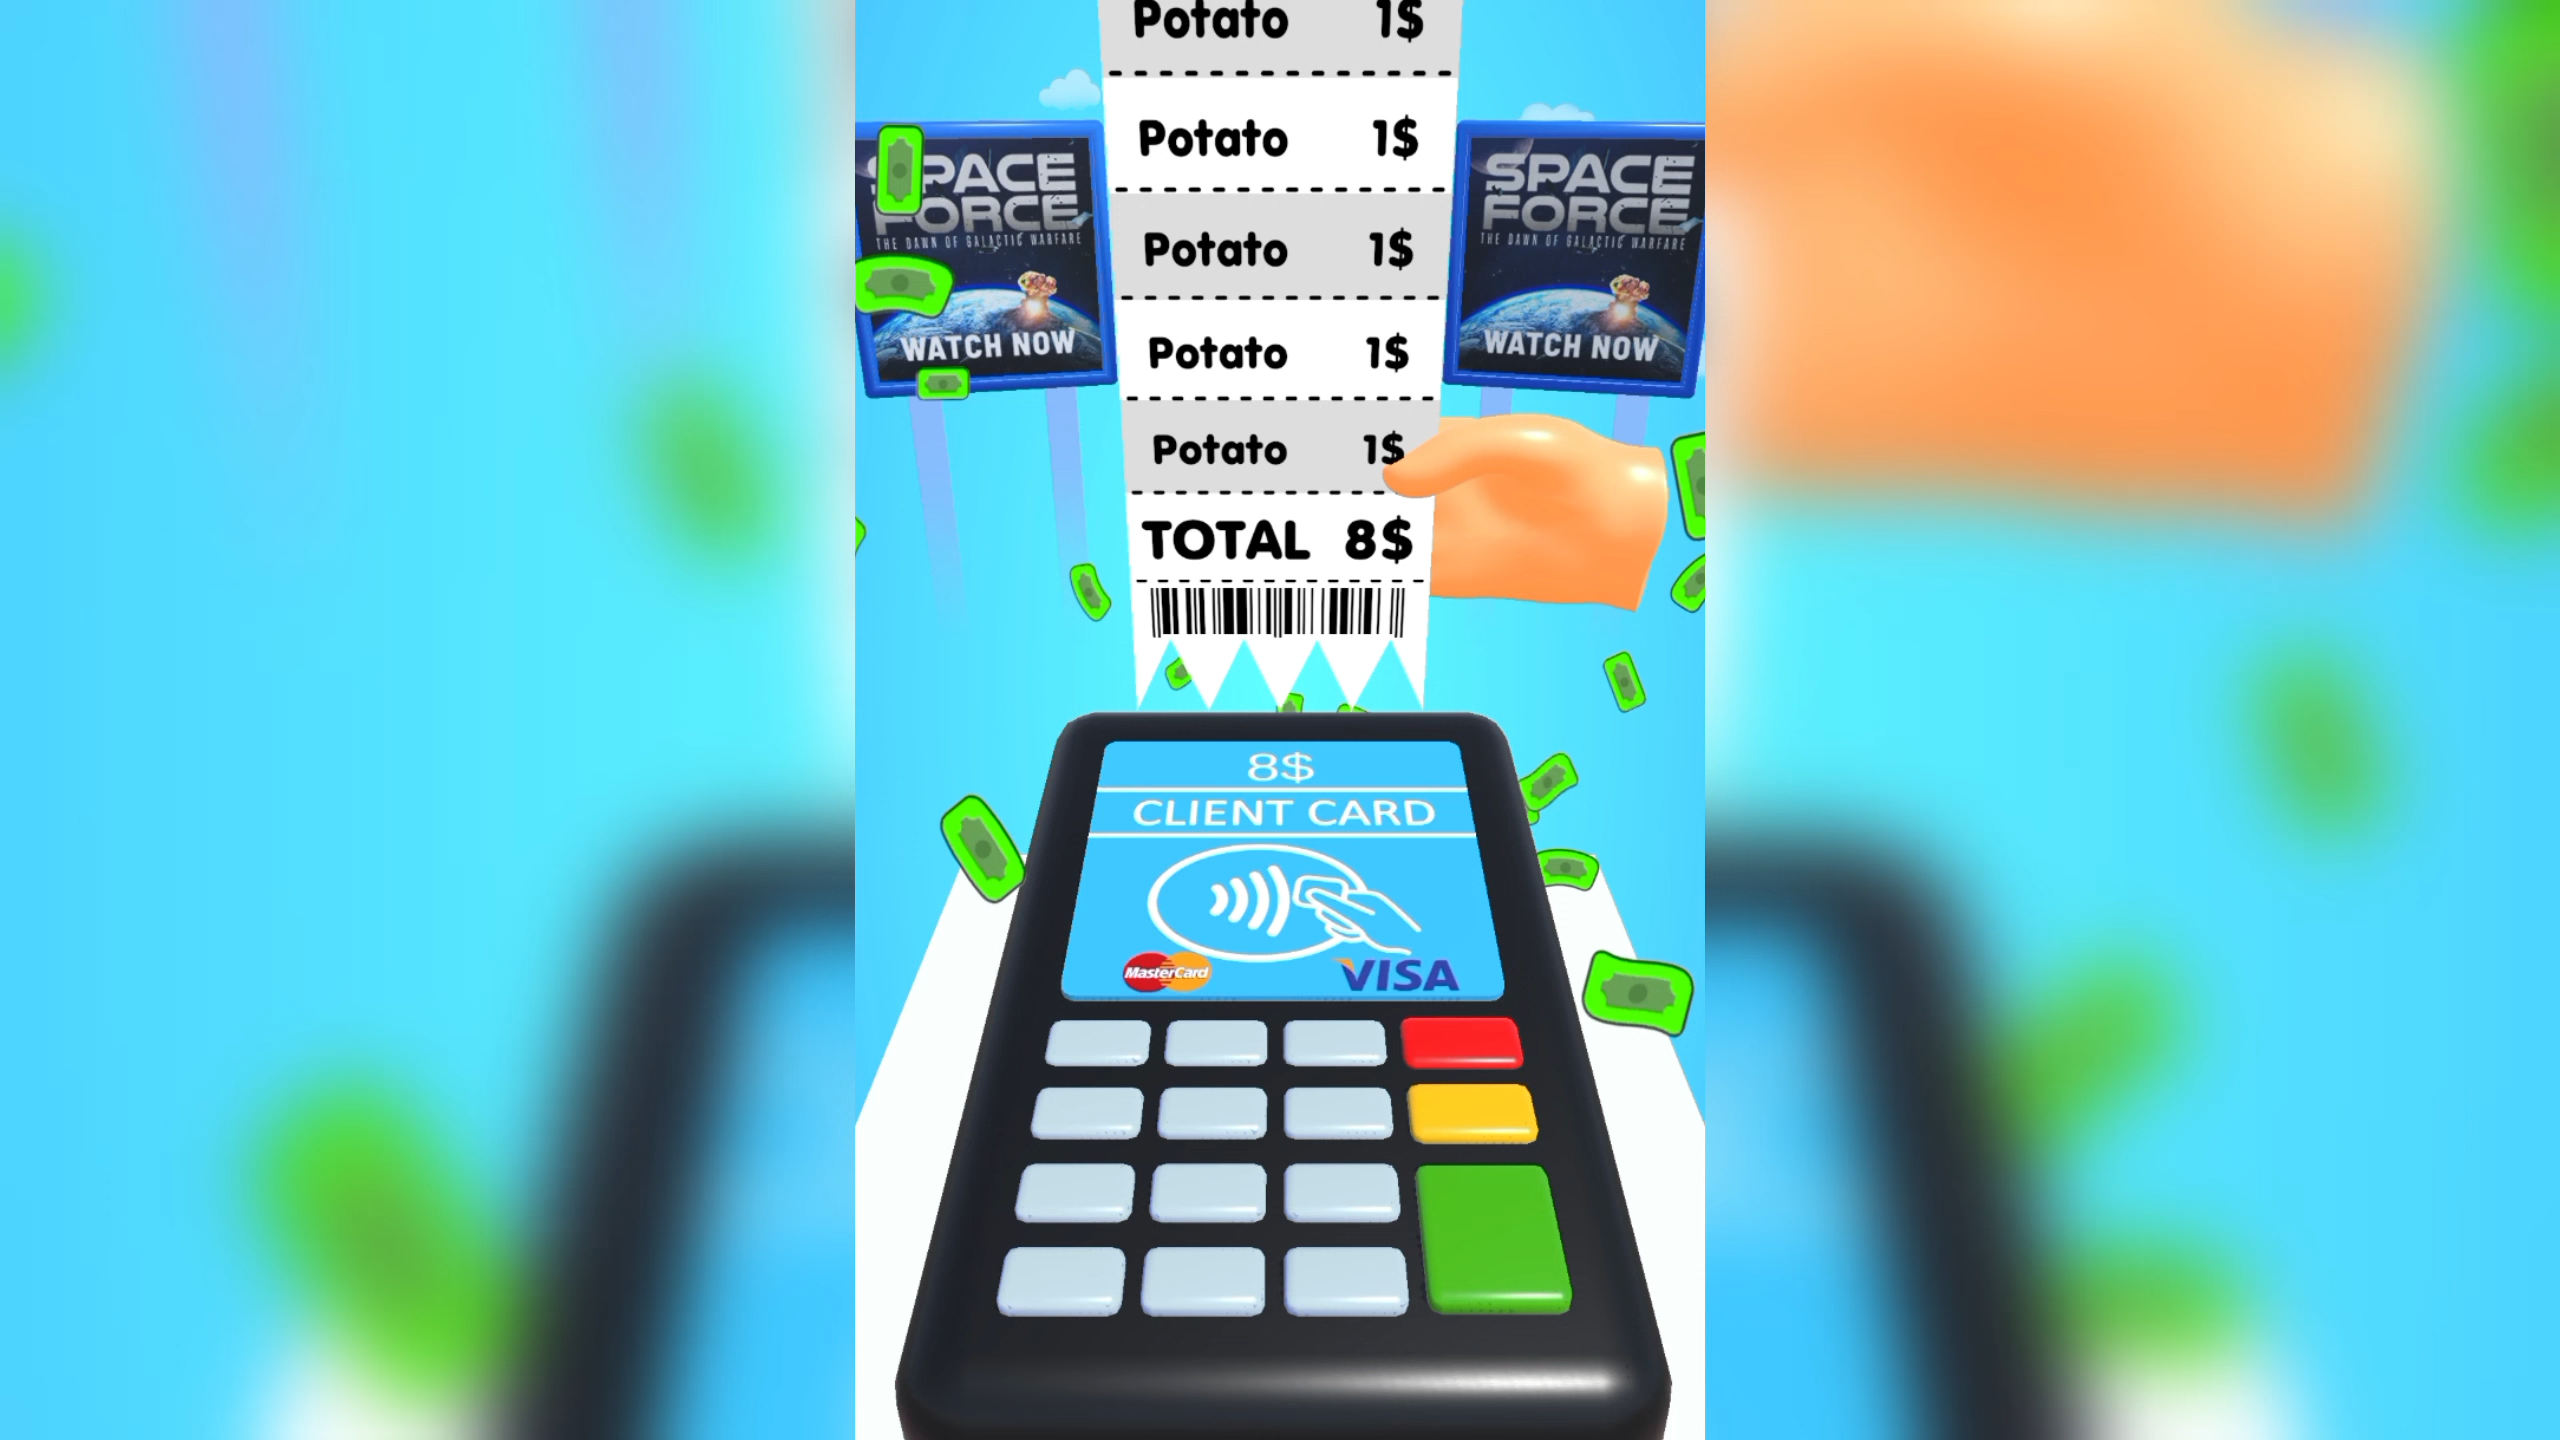 Potato 1$
Potato 1$
Potato 1$
Potato 1$
Potato 1$
TOTAL 8$
SPACE
FORCE
THE DAWN OF GALACTIC WARFARE
WATCH NOW
SPACE
FORCE
THE DAWN OF GALACTIC WARFARE
WATCH NOW
8$
CLIENT CARD
MasterCard
VISA